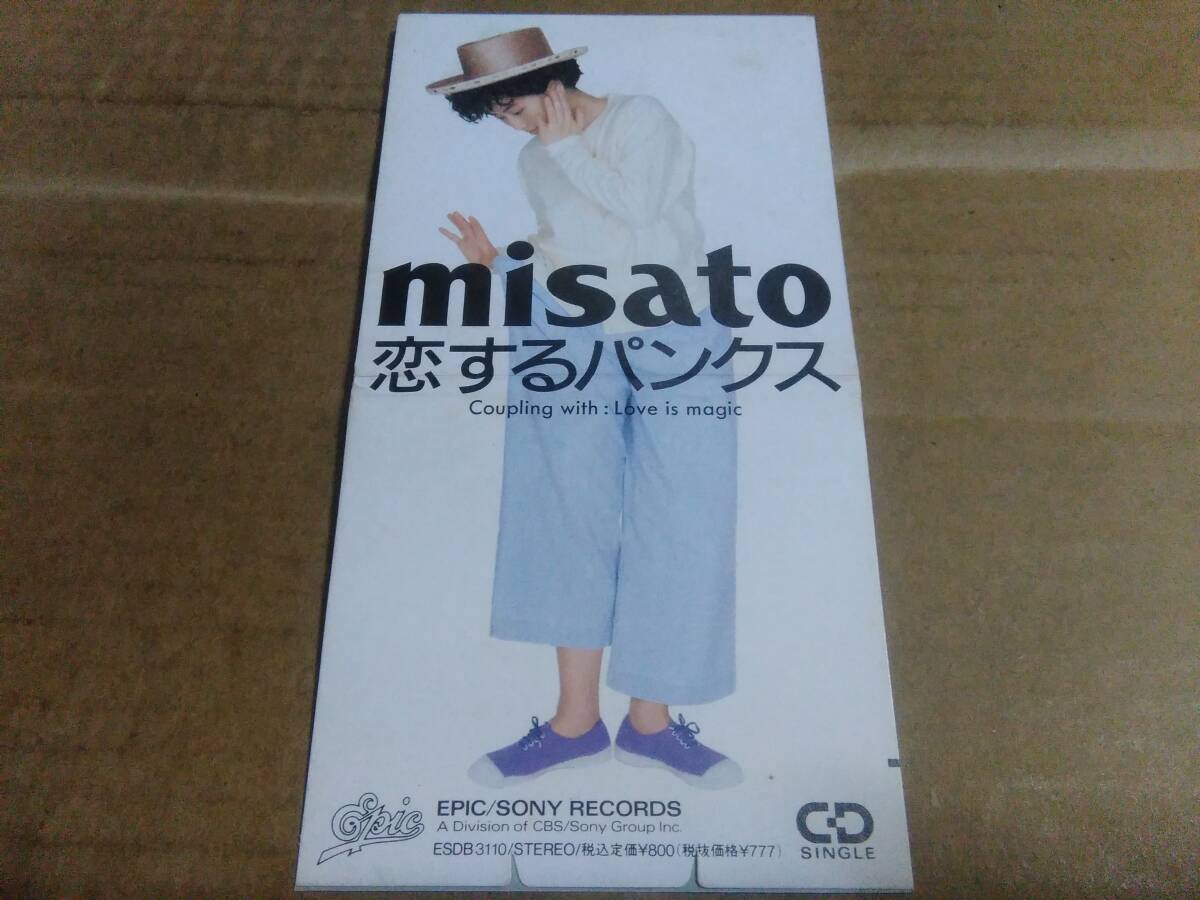 misato
恋するパンクス
Coupling with : Love is magic
Epic
EPIC/SONY RECORDS
A Division of CBS/Sony Group Inc.
ESDB 3110/STEREO/税込定価¥800(税抜価格¥777)
CD
SINGLE